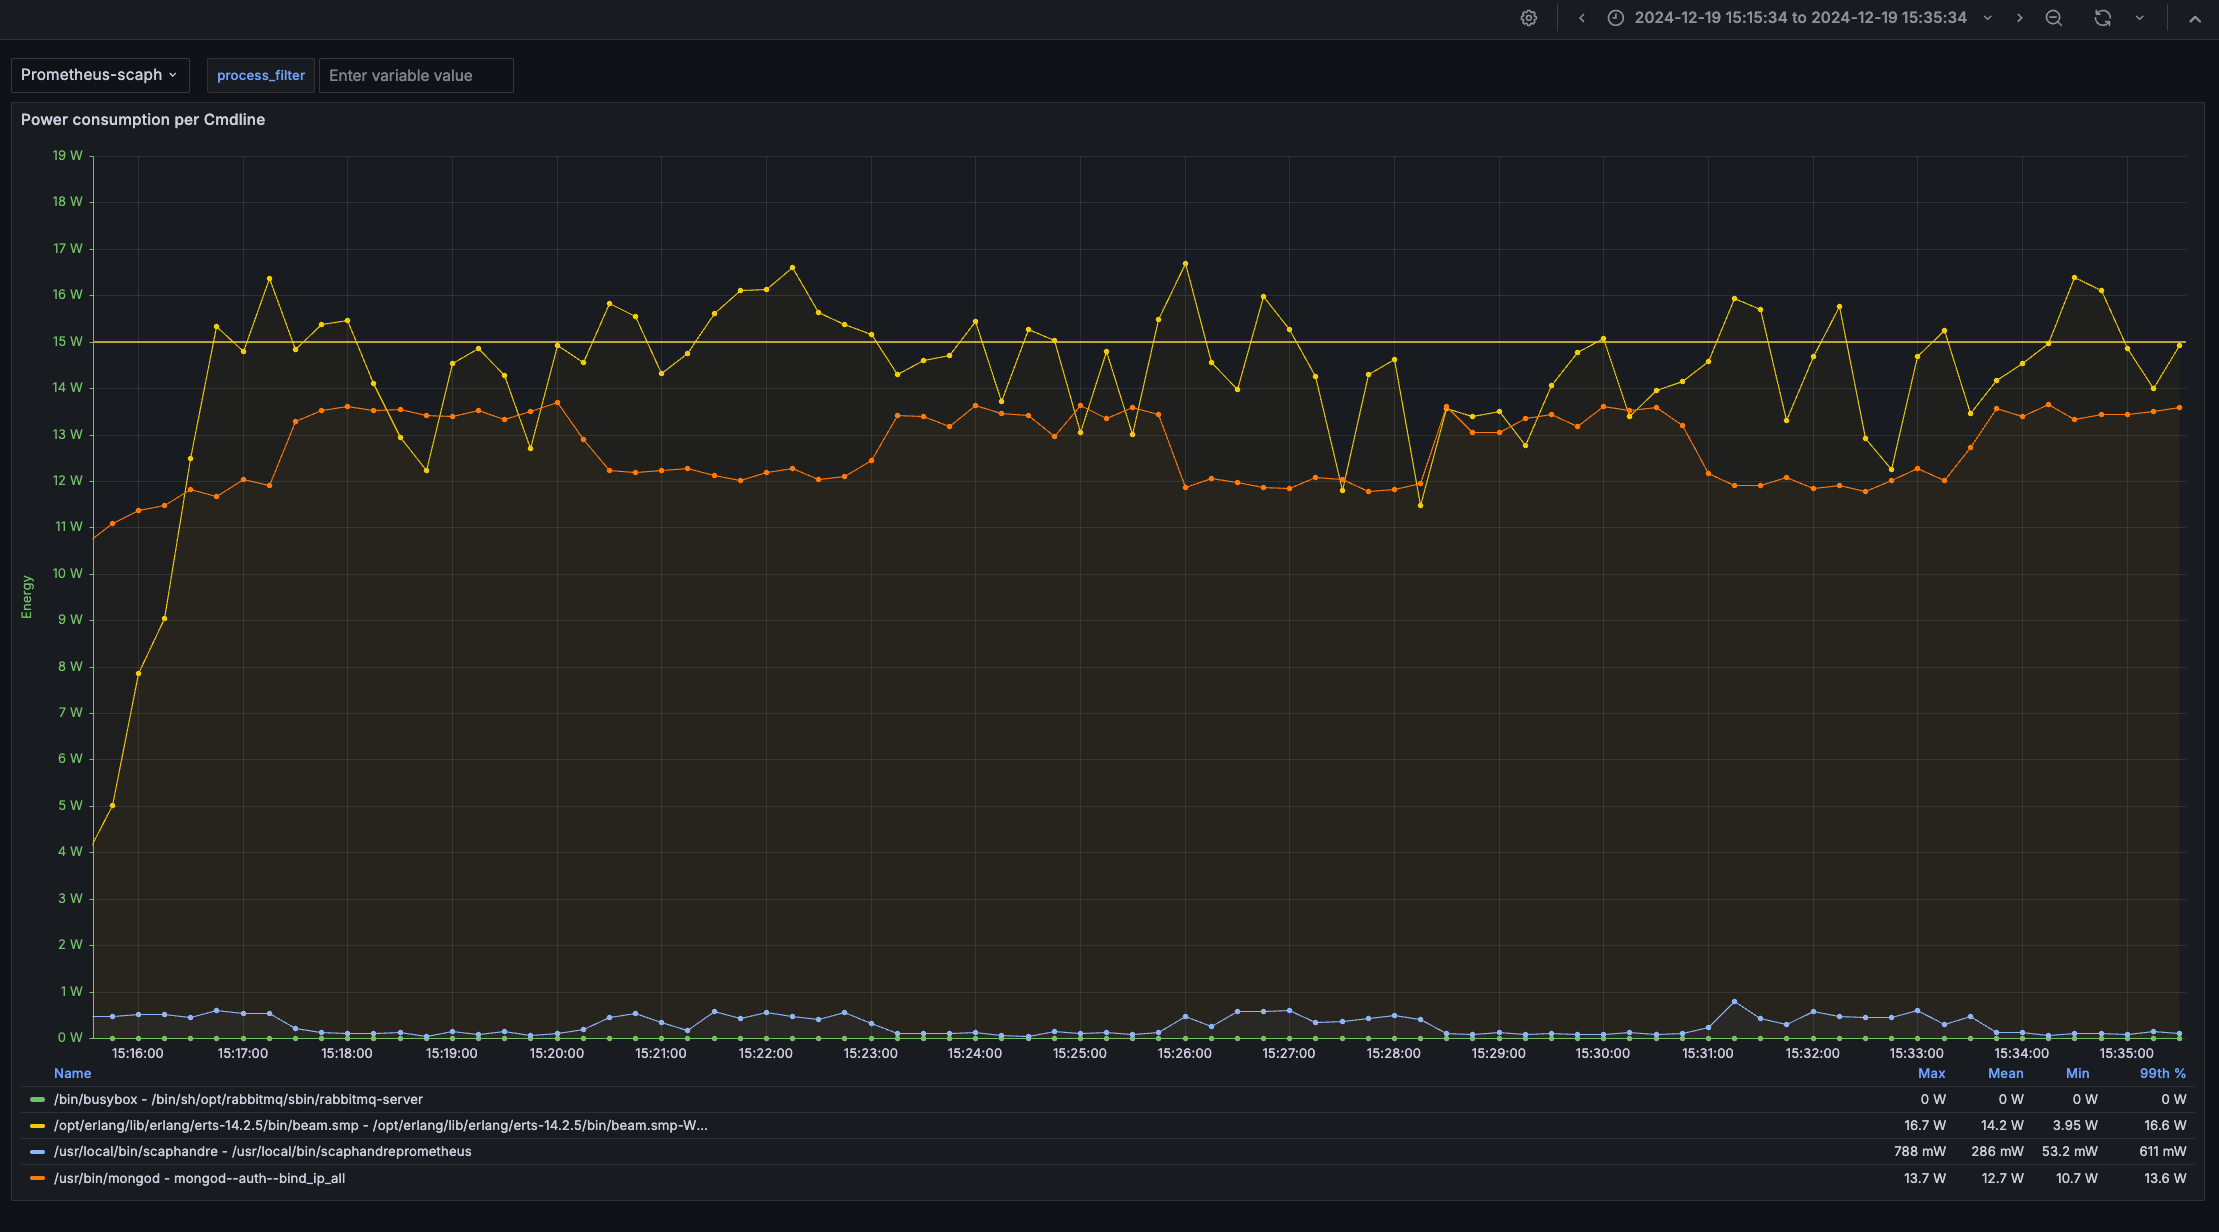 2024-12-19 15:15:34 to 2024-12-19 15:35:34
Prometheus-scaph process_filter Enter variable value
Power consumption per Cmdline
19 W
18 W
17 W
16 W
15 W
14 W
13 W
12 W
11 W
10 W
9 W
8 W
7 W
6 W
5 W
4 W
3 W
2 W
1 W
0 W
Energy
15:16:00 15:17:00 15:18:00 15:19:00 15:20:00 15:21:00 15:22:00 15:23:00 15:24:00 15:25:00 15:26:00 15:27:00 15:28:00 15:29:00 15:30:00 15:31:00 15:32:00 15:33:00 15:34:00 15:35:00
Name Max Mean Min 99th %
/bin/busybox - /bin/sh/opt/rabbitmq/sbin/rabbitmq-server 0 W 0 W 0 W 0 W
/opt/erlang/lib/erlang/erts-14.2.5/bin/beam.smp - /opt/erlang/lib/erlang/erts-14.2.5/bin/beam.smp-W... 16.7 W 14.2 W 3.95 W 16.6 W
/usr/local/bin/scaphandre - /usr/local/bin/scaphandreprometheus 788 mW 286 mW 53.2 mW 611 mW
/usr/bin/mongod - mongod--auth--bind_ip_all 13.7 W 12.7 W 10.7 W 13.6 W